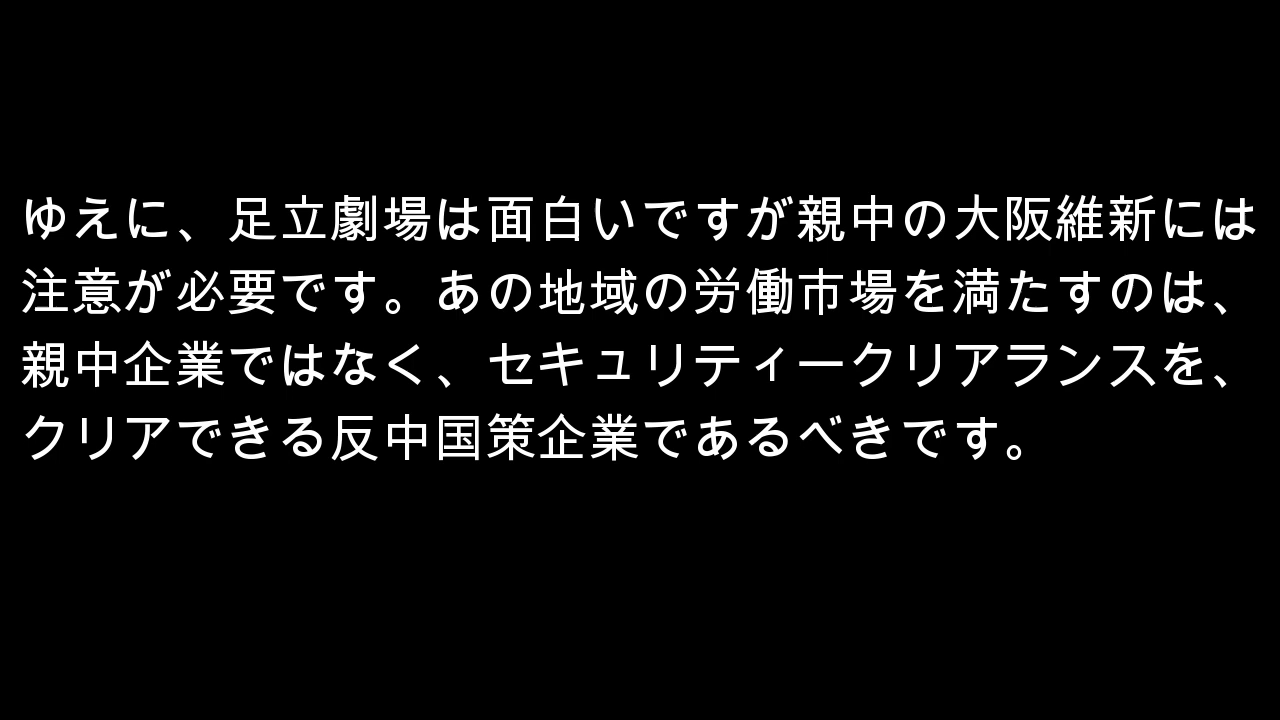 ゆえに、足立劇場は面白いですが親中の大阪維新には
注意が必要です。あの地域の労働市場を満たすのは、
親中企業ではなく、セキュリティークリアランスを、
クリアできる反中国策企業であるべきです。